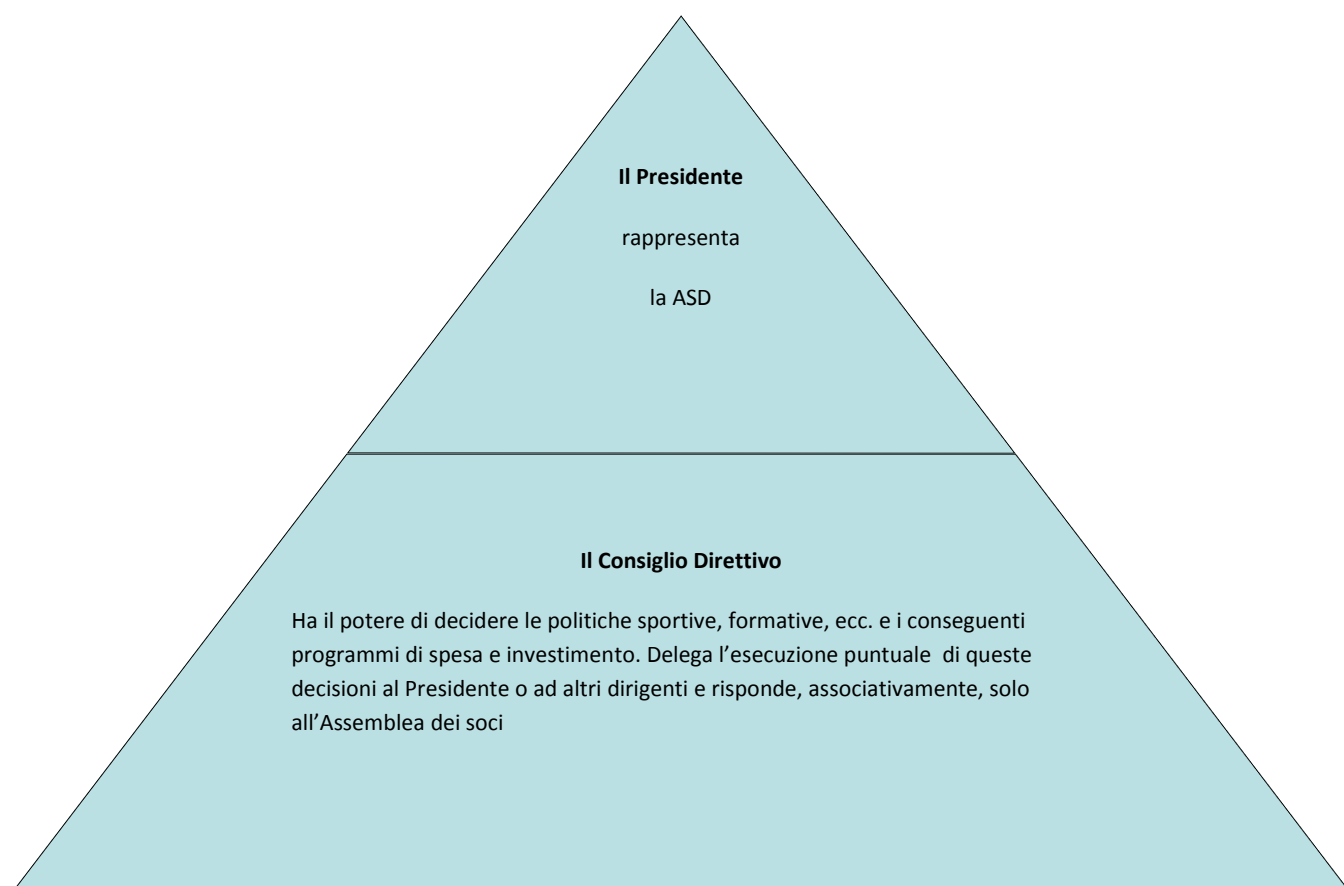 Il Presidente
rappresenta
la ASD
Il Consiglio Direttivo
Ha il potere di decidere le politiche sportive, formative, ecc. e i conseguenti
programmi di spesa e investimento. Delega l’esecuzione puntuale di queste
decisioni al Presidente o ad altri dirigenti e risponde, associativamente, solo
all’Assemblea dei soci